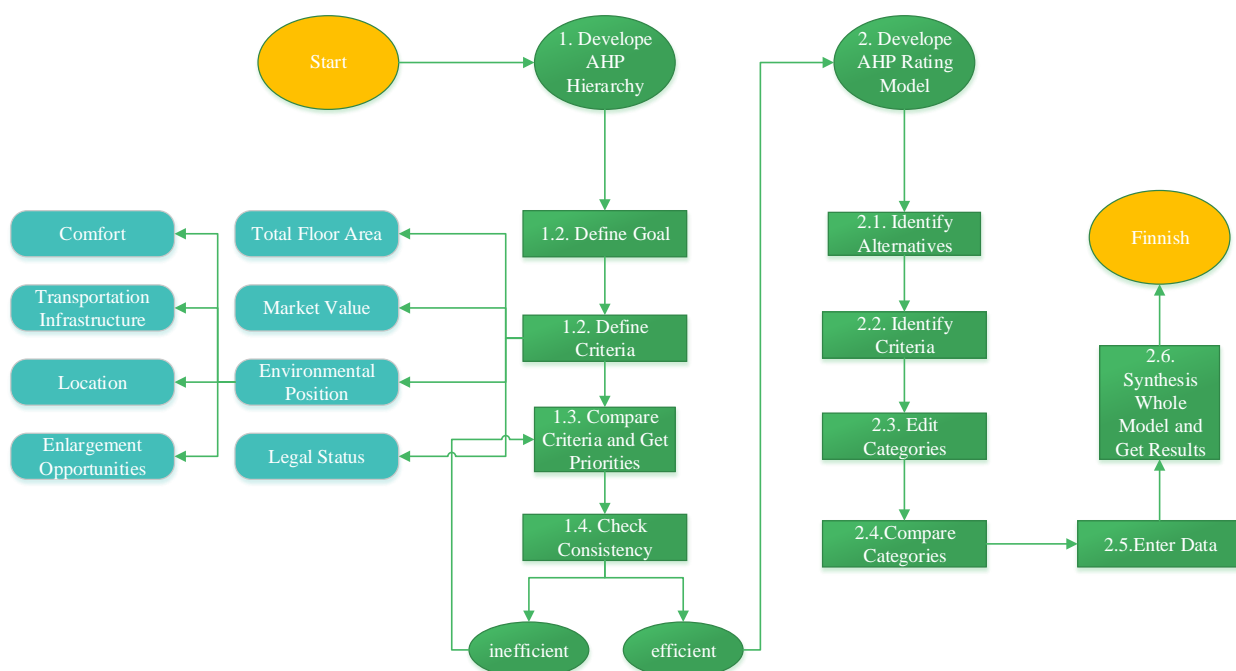 Start
1. Develope
AHP
Hierarchy
2. Develope
AHP Rating
Model
Comfort
Total Floor Area
1.2. Define Goal
2.1. Identify
Alternatives
Finnish
Transportation
Infrastructure
Market Value
1.2. Define
Criteria
2.2. Identify
Criteria
Location
Environmental
Position
2.6.
Synthesis
Whole
Model and
Get Results
Enlargement
Opportunities
Legal Status
1.3. Compare
Criteria and Get
Priorities
2.3. Edit
Categories
1.4. Check
Consistency
2.4.Compare
Categories
2.5.Enter Data
inefficient
efficient